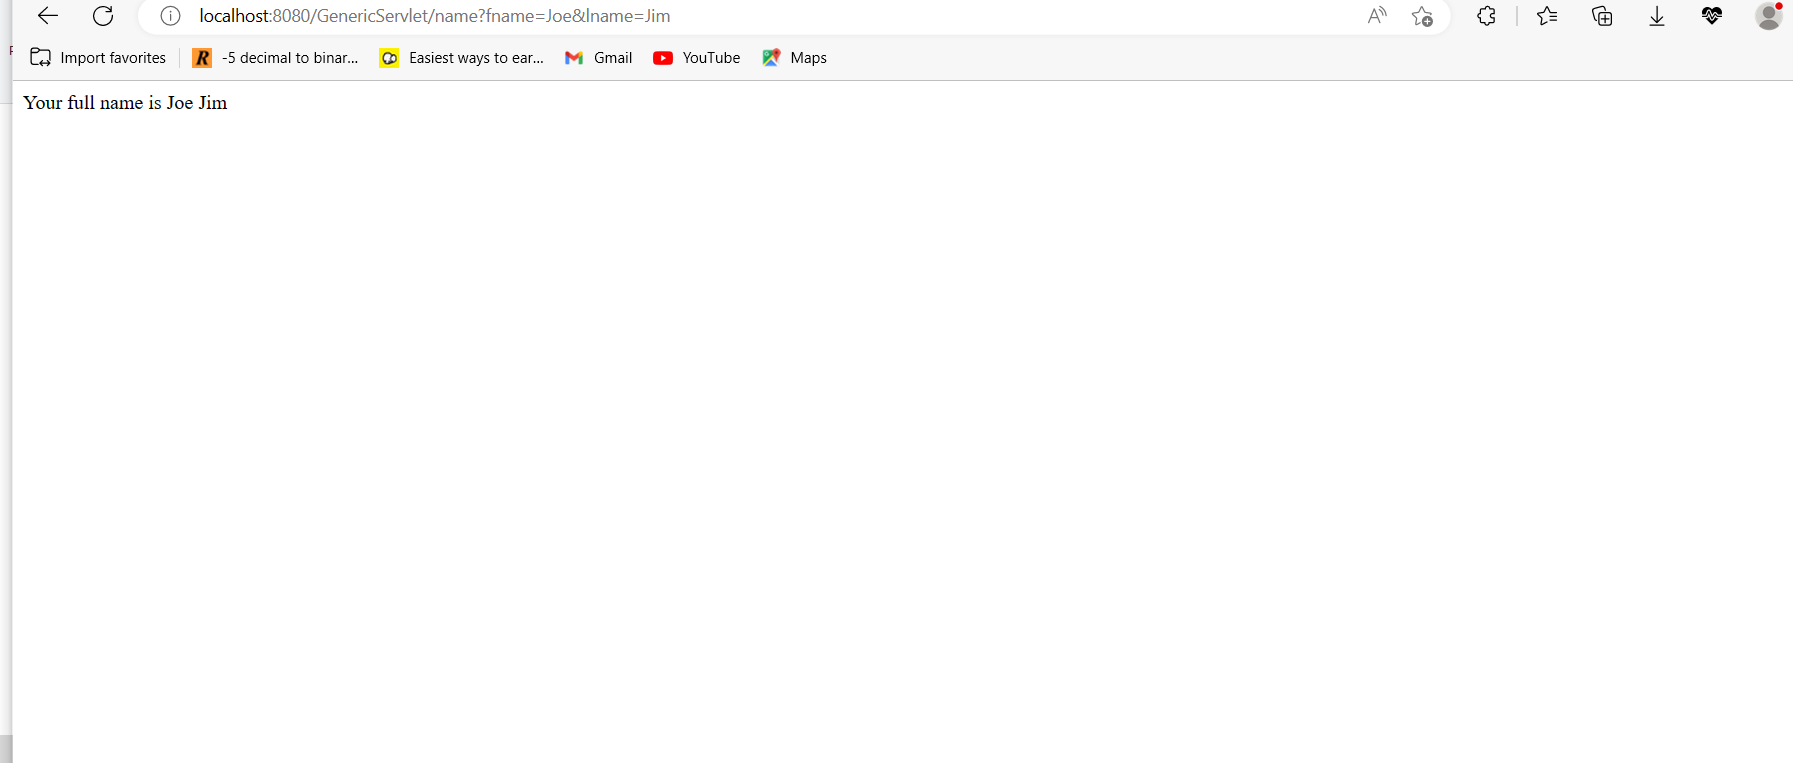 localhost:8080/GenericServlet/name?fname=Joe&lname=Jim
Import favorites
-5 decimal to binar...
Easiest ways to ear...
Gmail
YouTube
Maps
Your full name is Joe Jim